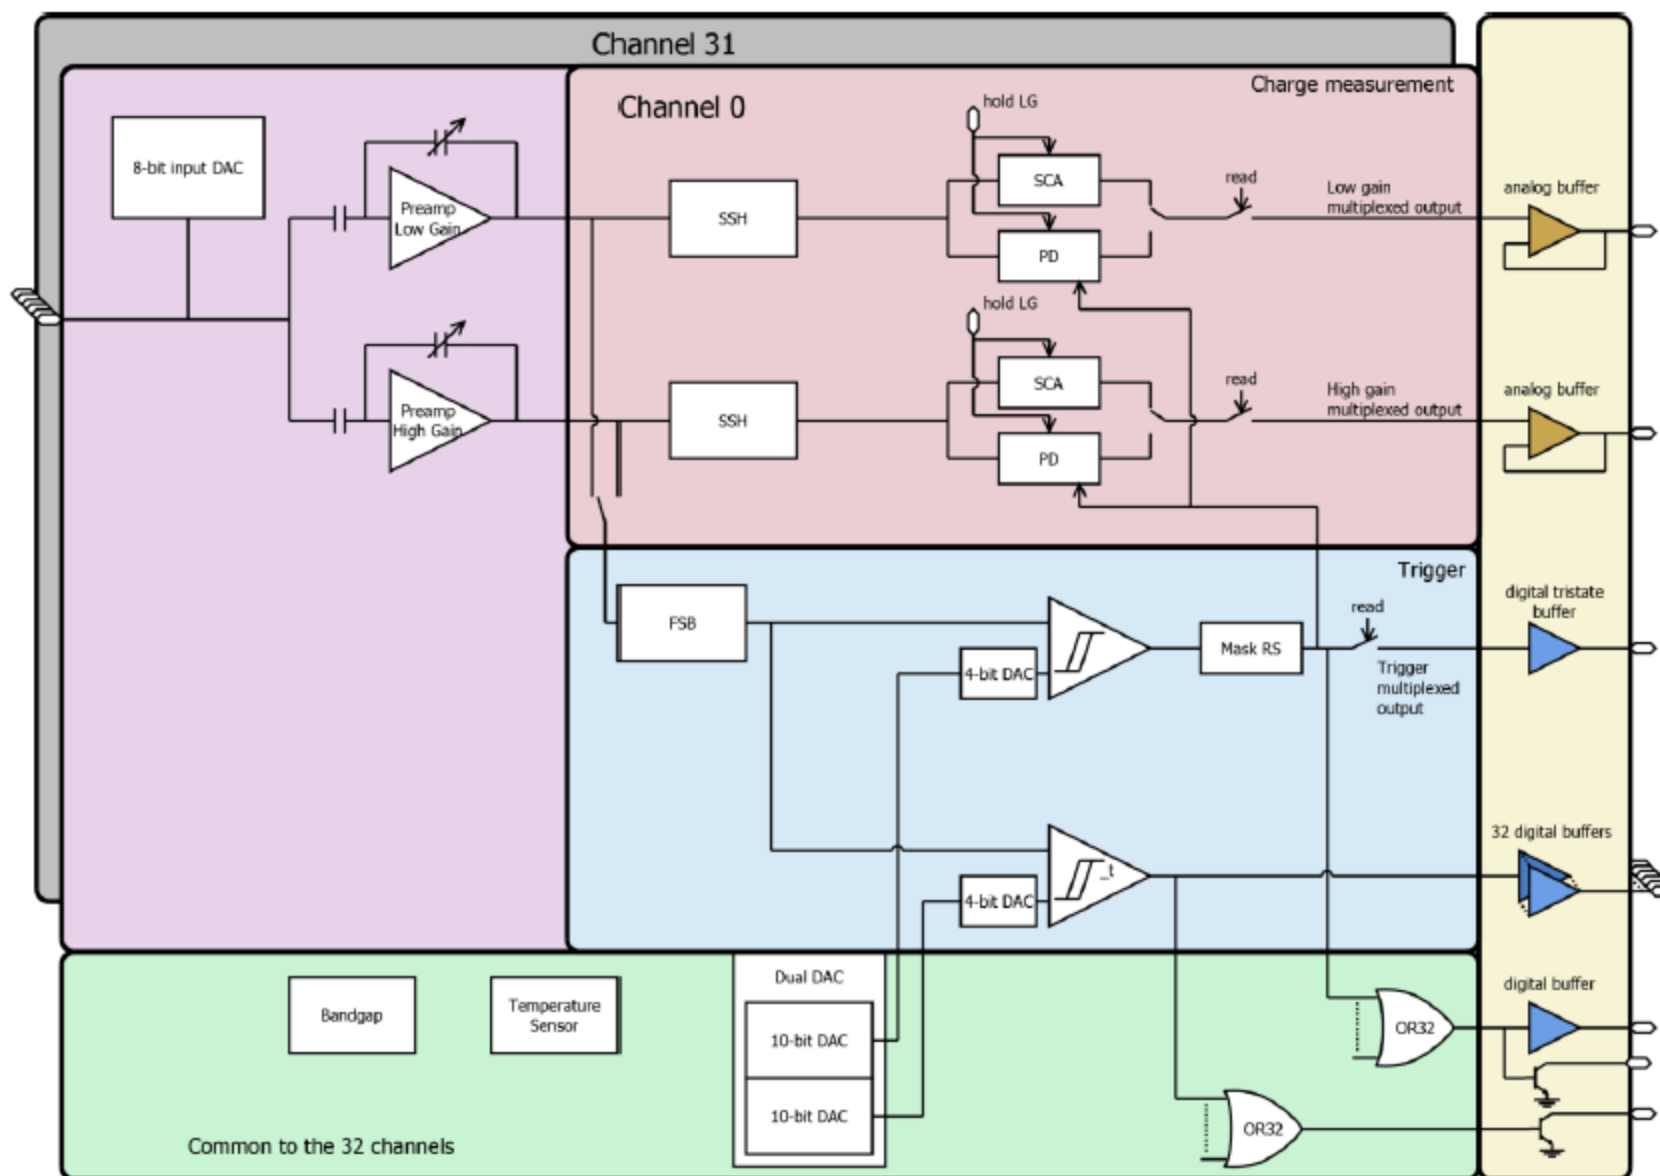 Channel 31
Charge measurement
Channel 0
hold LG
8-bit input DAC
SCA
read
Low gain
multiplexed output
analog buffer
Preamp
Low Gain
SSH
PD
hold LG
SCA
read
High gain
multiplexed output
analog buffer
Preamp
High Gain
SSH
PD
Trigger
digital tristate
buffer
read
FSB
4-bit DAC
Mask RS
Trigger
multiplexed
output
32 digital buffers
_t
4-bit DAC
Dual DAC
digital buffer
Bandgap
Temperature
Sensor
10-bit DAC
OR32
10-bit DAC
OR32
Common to the 32 channels